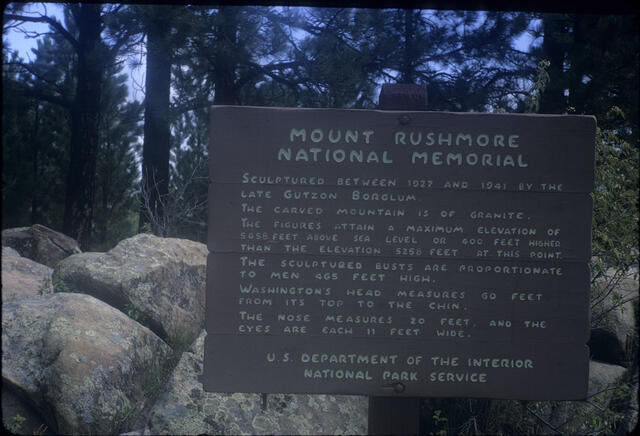 MOUNT RUSHMORE
NATIONAL MEMORIAL
SCULPTURED BETWEEN 1927 AND 1941 BY THE
LATE GUTZON BORGLUM.
THE CARVED MOUNTAIN IS OF GRANITE.
THE FIGURES ATTAIN A MAXIMUM ELEVATION OF
5658 FEET ABOVE SEA LEVEL OR 400 FEET HIGHER
THAN THE ELEVATION 5258 FEET AT THIS POINT.
THE SCULPTURED BUSTS ARE PROPORTIONATE
TO MEN 465 FEET HIGH.
WASHINGTON'S HEAD MEASURES 60 FEET
FROM ITS TOP TO THE CHIN.
THE NOSE MEASURES 20 FEET, AND THE
EYES ARE EACH 11 FEET WIDE.
U.S. DEPARTMENT OF THE INTERIOR
NATIONAL PARK SERVICE